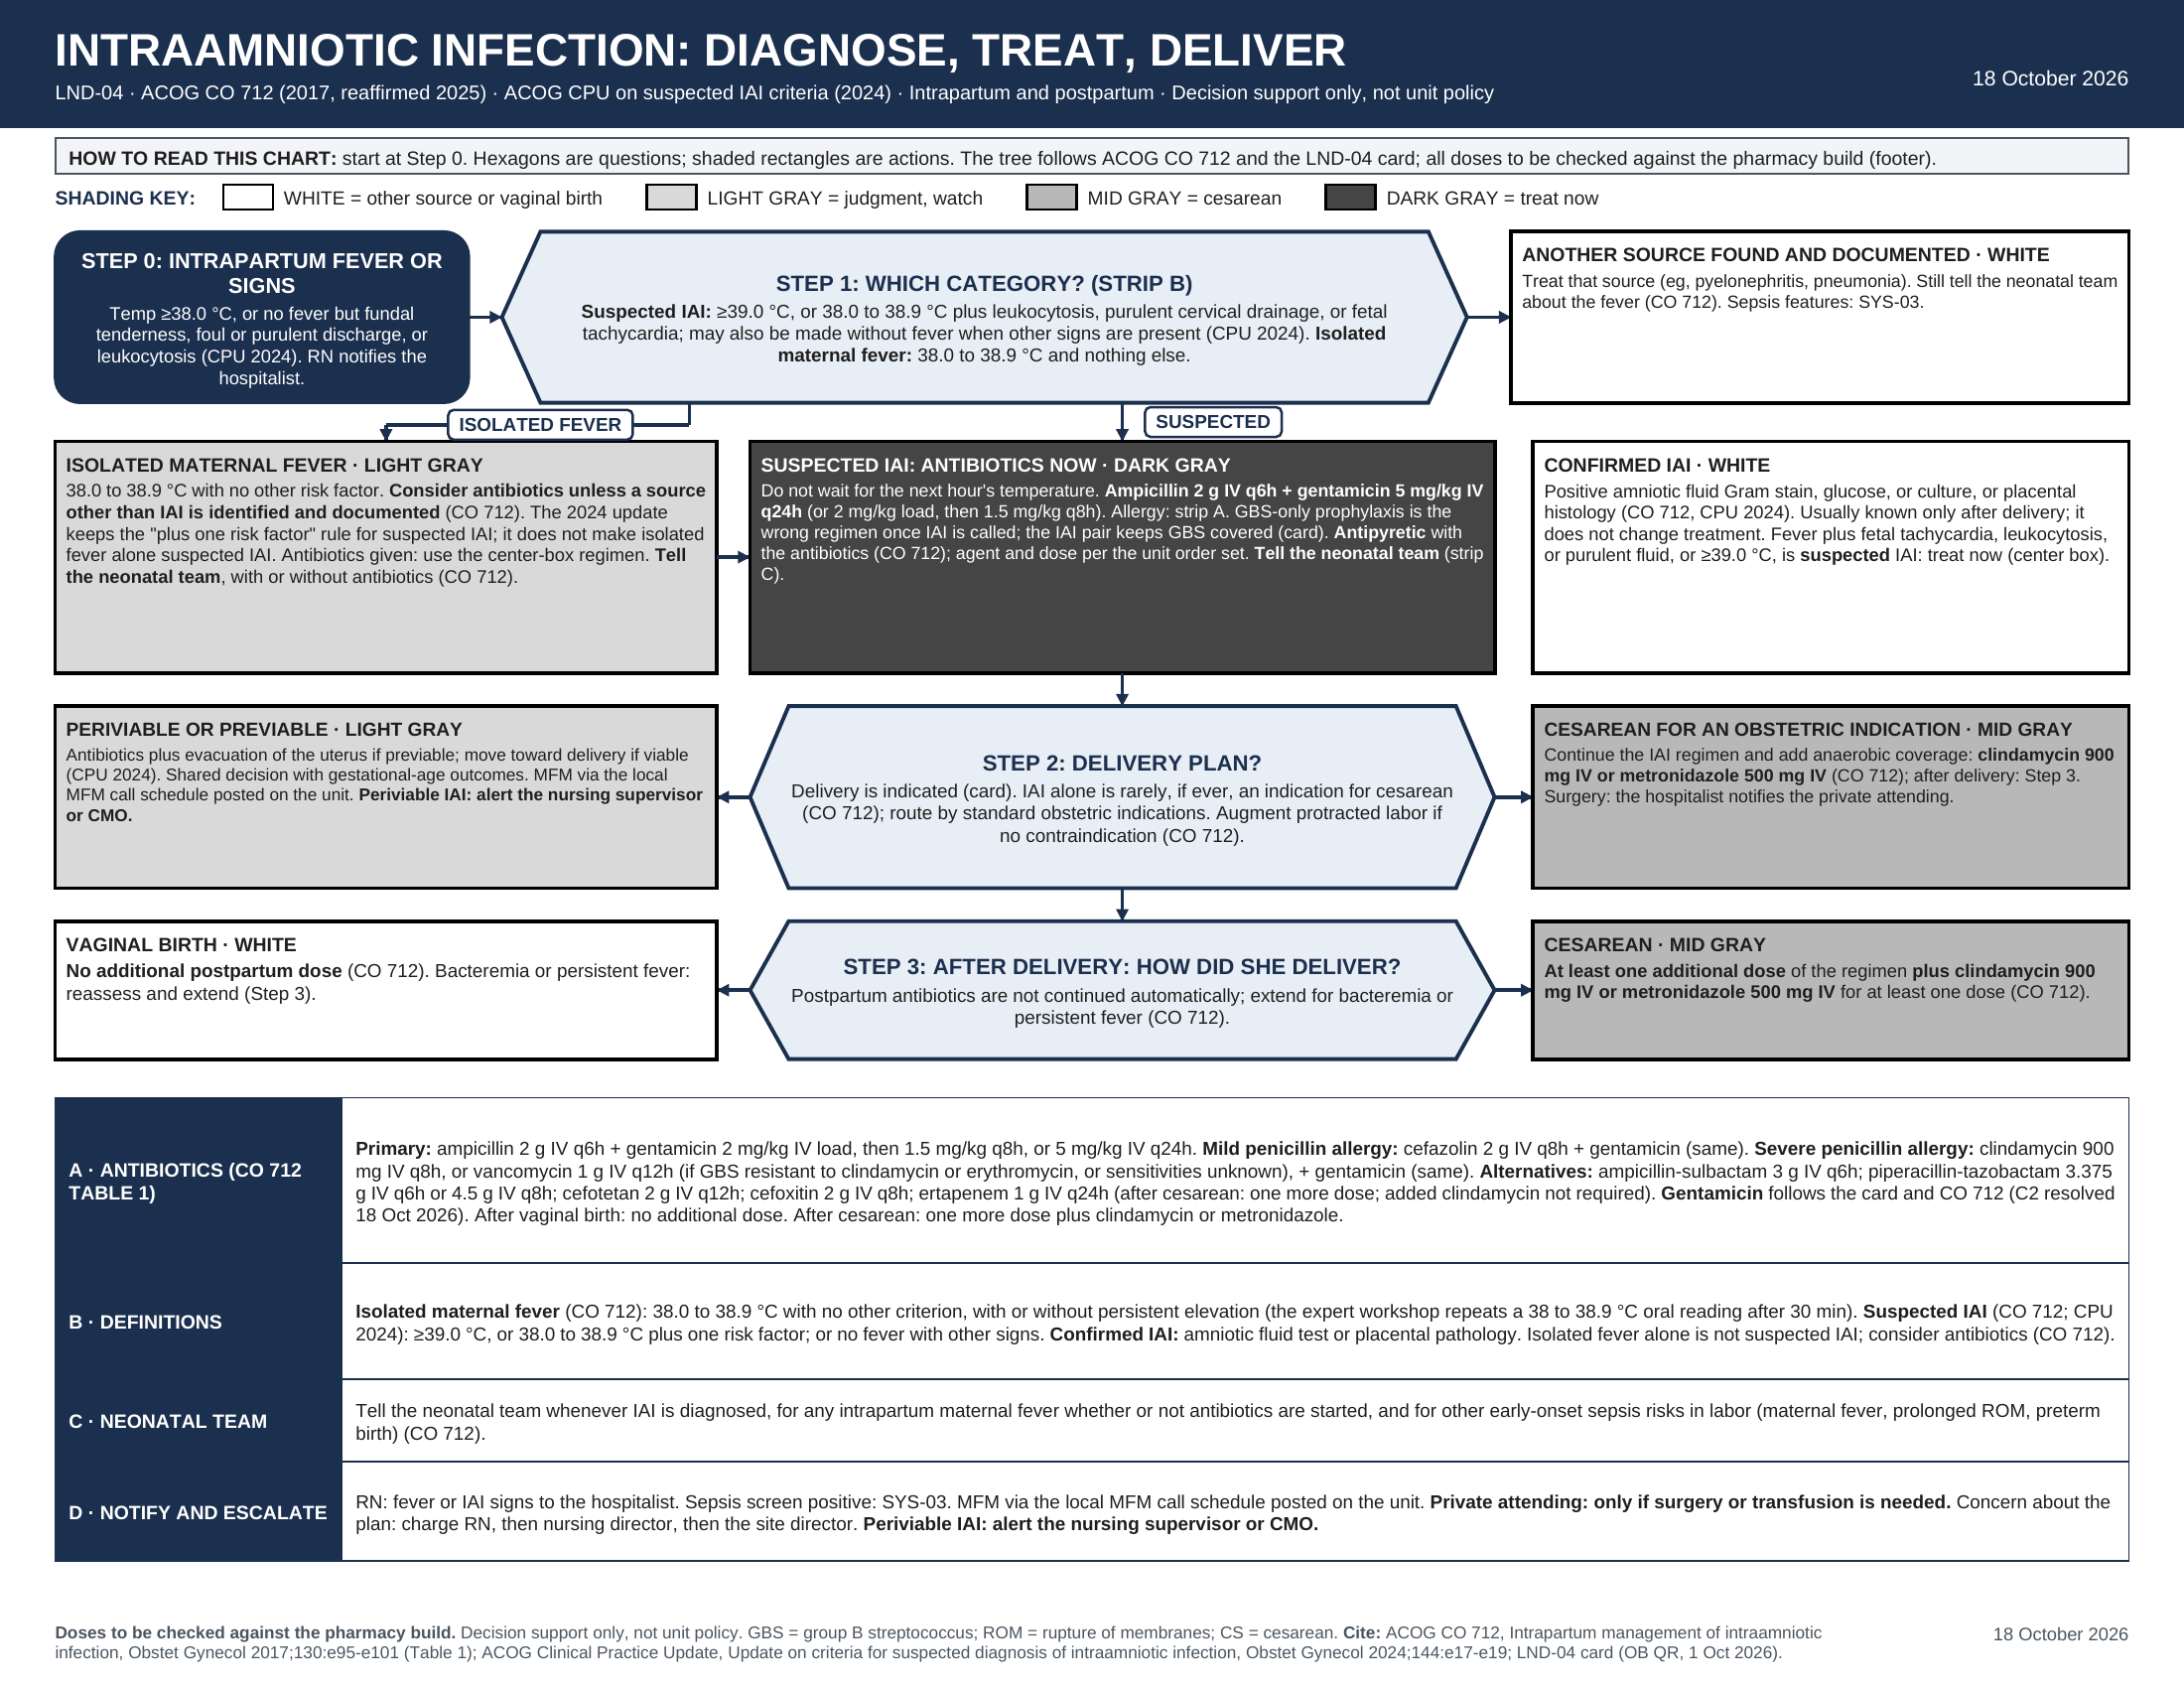 INTRAAMNIOTIC INFECTION: DIAGNOSE, TREAT, DELIVER
LND-04 · ACOG CO 712 (2017, reaffirmed 2025) · ACOG CPU on suspected IAI criteria (2024) · Intrapartum and postpartum · Decision support only, not unit policy
18 October 2026
HOW TO READ THIS CHART: start at Step 0. Hexagons are questions; shaded rectangles are actions. The tree follows ACOG CO 712 and the LND-04 card; all doses to be checked against the pharmacy build (footer).
SHADING KEY:
WHITE = other source or vaginal birth
LIGHT GRAY = judgment, watch
MID GRAY = cesarean
DARK GRAY = treat now
STEP 0: INTRAPARTUM FEVER OR
SIGNS
Temp ≥38.0 °C, or no fever but fundal
tenderness, foul or purulent discharge, or
leukocytosis (CPU 2024). RN notifies the
hospitalist.
STEP 1: WHICH CATEGORY? (STRIP B)
Suspected IAI: ≥39.0 °C, or 38.0 to 38.9 °C plus leukocytosis, purulent cervical drainage, or fetal
tachycardia; may also be made without fever when other signs are present (CPU 2024). Isolated
maternal fever: 38.0 to 38.9 °C and nothing else.
ANOTHER SOURCE FOUND AND DOCUMENTED · WHITE
Treat that source (eg, pyelonephritis, pneumonia). Still tell the neonatal team
about the fever (CO 712). Sepsis features: SYS-03.
ISOLATED FEVER
SUSPECTED
ISOLATED MATERNAL FEVER · LIGHT GRAY
38.0 to 38.9 °C with no other risk factor. Consider antibiotics unless a source
other than IAI is identified and documented (CO 712). The 2024 update
keeps the "plus one risk factor" rule for suspected IAI; it does not make isolated
fever alone suspected IAI. Antibiotics given: use the center-box regimen. Tell
the neonatal team, with or without antibiotics (CO 712).
SUSPECTED IAI: ANTIBIOTICS NOW · DARK GRAY
Do not wait for the next hour's temperature. Ampicillin 2 g IV q6h + gentamicin 5 mg/kg IV
q24h (or 2 mg/kg load, then 1.5 mg/kg q8h). Allergy: strip A. GBS-only prophylaxis is the
wrong regimen once IAI is called; the IAI pair keeps GBS covered (card). Antipyretic with
the antibiotics (CO 712); agent and dose per the unit order set. Tell the neonatal team (strip
C).
CONFIRMED IAI · WHITE
Positive amniotic fluid Gram stain, glucose, or culture, or placental
histology (CO 712, CPU 2024). Usually known only after delivery; it
does not change treatment. Fever plus fetal tachycardia, leukocytosis,
or purulent fluid, or ≥39.0 °C, is suspected IAI: treat now (center box).
PERIVIABLE OR PREVIABLE · LIGHT GRAY
Antibiotics plus evacuation of the uterus if previable; move toward delivery if viable
(CPU 2024). Shared decision with gestational-age outcomes. MFM via the local
MFM call schedule posted on the unit. Periviable IAI: alert the nursing supervisor
or CMO.
STEP 2: DELIVERY PLAN?
Delivery is indicated (card). IAI alone is rarely, if ever, an indication for cesarean
(CO 712); route by standard obstetric indications. Augment protracted labor if
no contraindication (CO 712).
CESAREAN FOR AN OBSTETRIC INDICATION · MID GRAY
Continue the IAI regimen and add anaerobic coverage: clindamycin 900
mg IV or metronidazole 500 mg IV (CO 712); after delivery: Step 3.
Surgery: the hospitalist notifies the private attending.
VAGINAL BIRTH · WHITE
No additional postpartum dose (CO 712). Bacteremia or persistent fever:
reassess and extend (Step 3).
STEP 3: AFTER DELIVERY: HOW DID SHE DELIVER?
Postpartum antibiotics are not continued automatically; extend for bacteremia or
persistent fever (CO 712).
CESAREAN · MID GRAY
At least one additional dose of the regimen plus clindamycin 900
mg IV or metronidazole 500 mg IV for at least one dose (CO 712).
A · ANTIBIOTICS (CO 712
TABLE 1)
Primary: ampicillin 2 g IV q6h + gentamicin 2 mg/kg IV load, then 1.5 mg/kg q8h, or 5 mg/kg IV q24h. Mild penicillin allergy: cefazolin 2 g IV q8h + gentamicin (same). Severe penicillin allergy: clindamycin 900
mg IV q8h, or vancomycin 1 g IV q12h (if GBS resistant to clindamycin or erythromycin, or sensitivities unknown), + gentamicin (same). Alternatives: ampicillin-sulbactam 3 g IV q6h; piperacillin-tazobactam 3.375
g IV q6h or 4.5 g IV q8h; cefotetan 2 g IV q12h; cefoxitin 2 g IV q8h; ertapenem 1 g IV q24h (after cesarean: one more dose; added clindamycin not required). Gentamicin follows the card and CO 712 (C2 resolved
18 Oct 2026). After vaginal birth: no additional dose. After cesarean: one more dose plus clindamycin or metronidazole.
B · DEFINITIONS
Isolated maternal fever (CO 712): 38.0 to 38.9 °C with no other criterion, with or without persistent elevation (the expert workshop repeats a 38 to 38.9 °C oral reading after 30 min). Suspected IAI (CO 712; CPU
2024): ≥39.0 °C, or 38.0 to 38.9 °C plus one risk factor; or no fever with other signs. Confirmed IAI: amniotic fluid test or placental pathology. Isolated fever alone is not suspected IAI; consider antibiotics (CO 712).
C · NEONATAL TEAM
Tell the neonatal team whenever IAI is diagnosed, for any intrapartum maternal fever whether or not antibiotics are started, and for other early-onset sepsis risks in labor (maternal fever, prolonged ROM, preterm
birth) (CO 712).
D · NOTIFY AND ESCALATE
RN: fever or IAI signs to the hospitalist. Sepsis screen positive: SYS-03. MFM via the local MFM call schedule posted on the unit. Private attending: only if surgery or transfusion is needed. Concern about the
plan: charge RN, then nursing director, then the site director. Periviable IAI: alert the nursing supervisor or CMO.
Doses to be checked against the pharmacy build. Decision support only, not unit policy. GBS = group B streptococcus; ROM = rupture of membranes; CS = cesarean. Cite: ACOG CO 712, Intrapartum management of intraamniotic
infection, Obstet Gynecol 2017;130:e95-e101 (Table 1); ACOG Clinical Practice Update, Update on criteria for suspected diagnosis of intraamniotic infection, Obstet Gynecol 2024;144:e17-e19; LND-04 card (OB QR, 1 Oct 2026).
18 October 2026